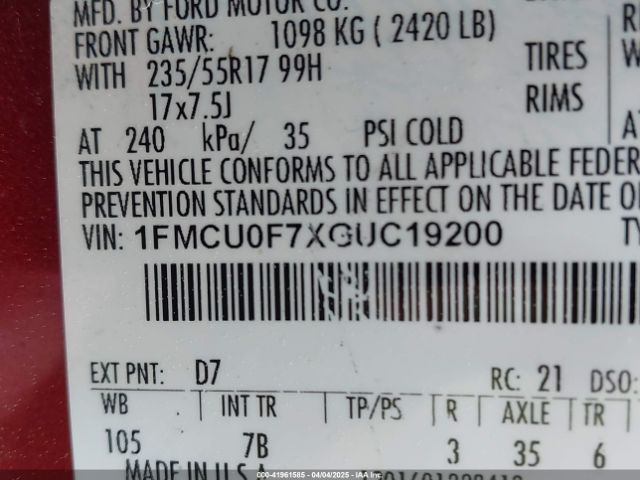 MFD. BY FORD MOTOR CO.
FRONT GAWR: 1098 KG ( 2420 LB)
WITH 235/55R17 99H TIRES
17x7.5J RIMS
AT 240 kPa/ 35 PSI COLD
THIS VEHICLE CONFORMS TO ALL APPLICABLE FEDER
PREVENTION STANDARDS IN EFFECT ON THE DATE O
VIN: 1FMCU0F7XGUC19200
EXT PNT: D7 RC: 21 DSO:
WB INT TR TP/PS R AXLE TR
105 7B 3 35 6
MADE IN U.S.A.
00-41961585 - 04/04/2025 - IAA Inc.